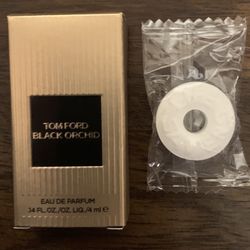 TOM FORD
BLACK ORCHID
EAU DE PARFUM
.14 FL.OZ./OZ. LIQ./4 ml ℮